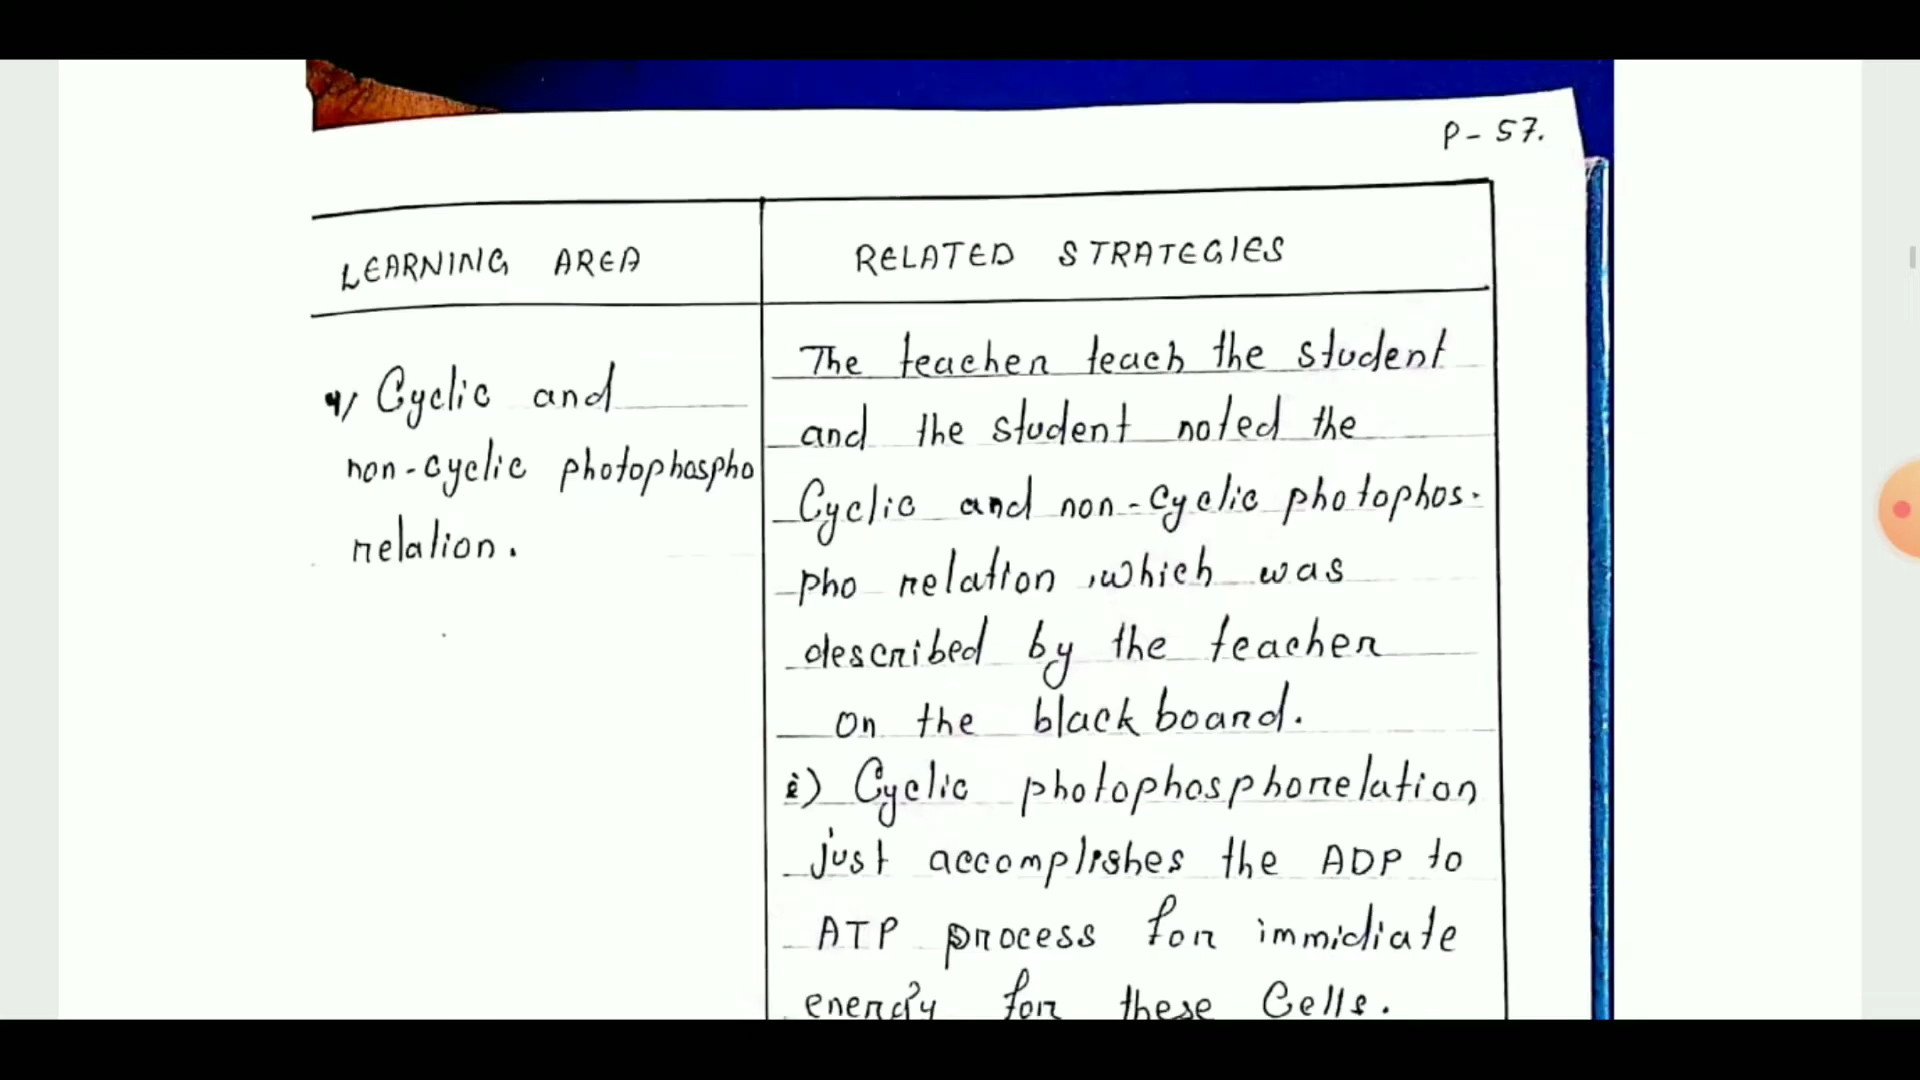 P - 57.
LEARNING AREA
RELATED STRATEGIES
4/ Cyclic and
non-cyclic photophospho
relation.
The teacher teach the student
and the student noted the
Cyclic and non-cyclic photophos-
pho relation, which was
described by the teacher
on the black board.
i) Cyclic photophosphorelation
just accomplishes the ADP to
ATP process for immidiate
energy for these Cells.